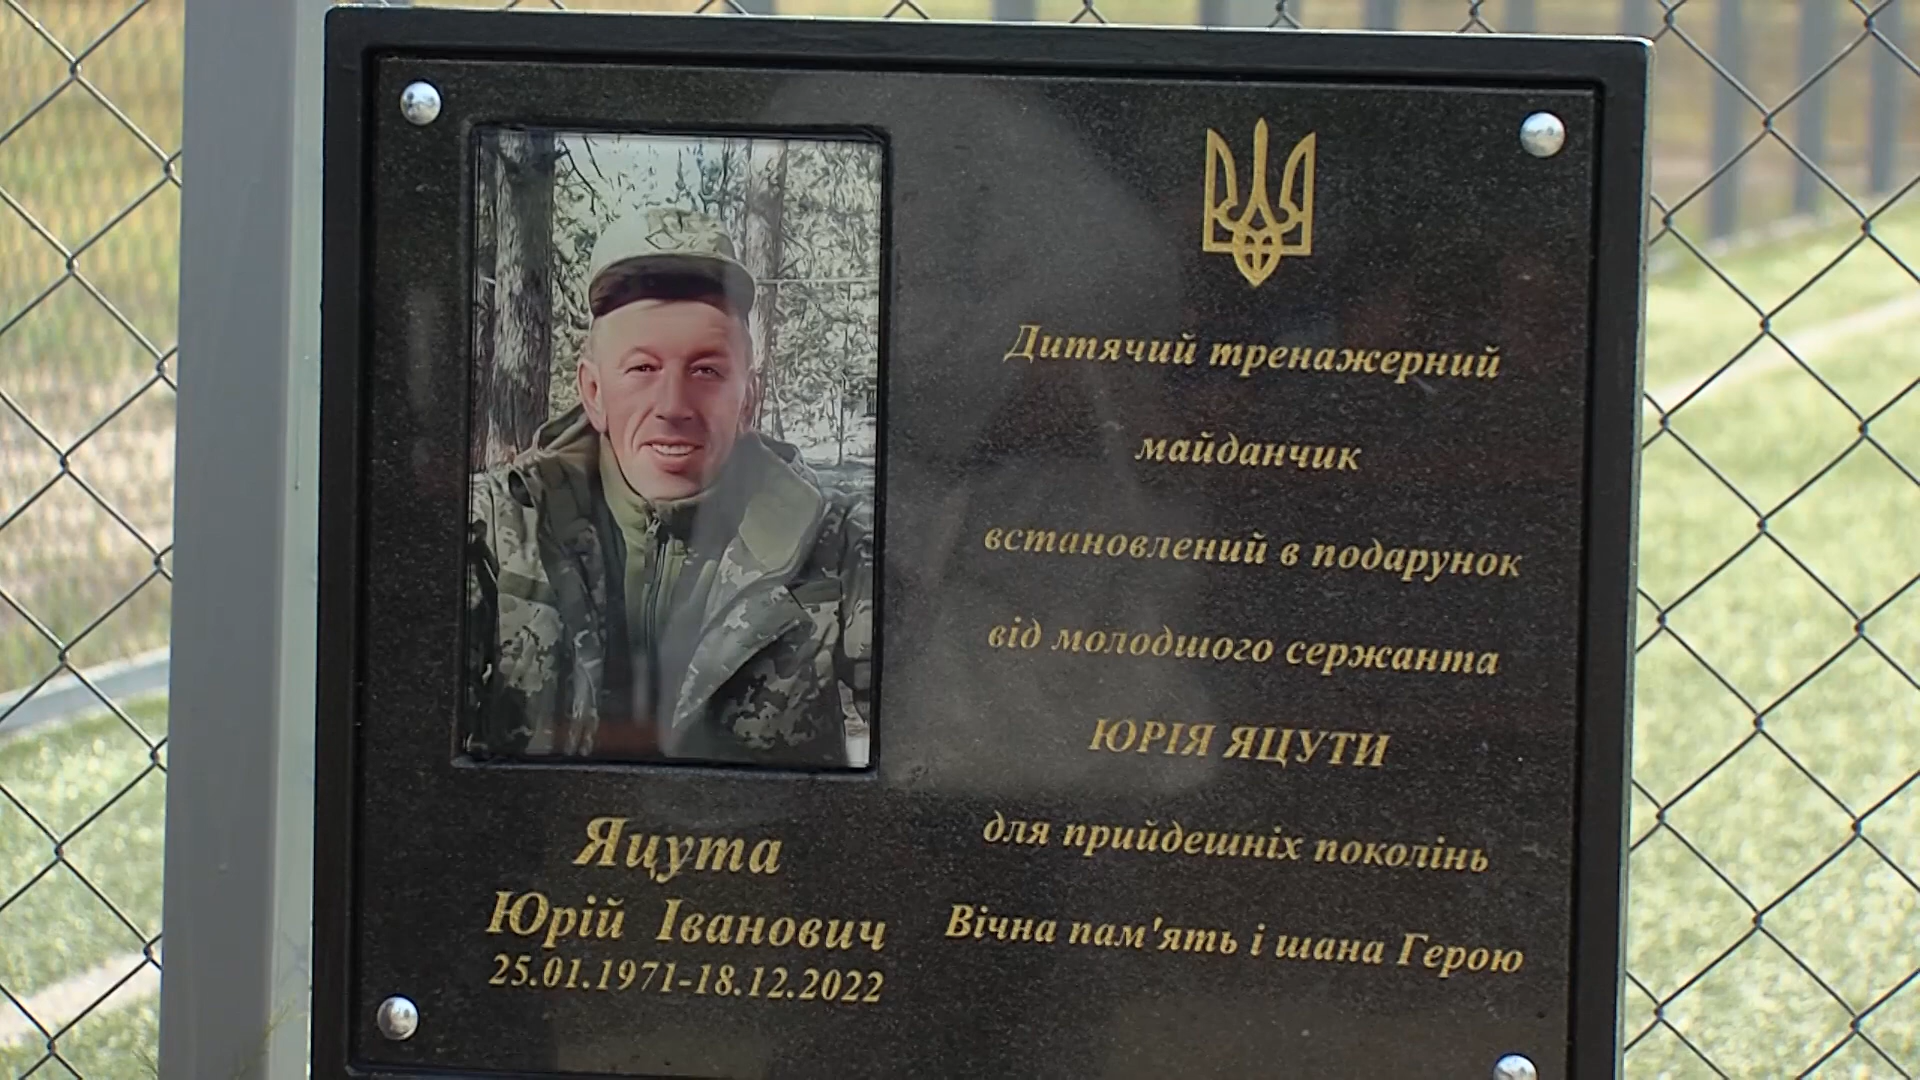 Яцута
Юрій Іванович
25.01.1971-18.12.2022
Дитячий тренажерний
майданчик
встановлений в подарунок
від молодшого сержанта
ЮРІЯ ЯЦУТИ
для прийдешніх поколінь
Вічна пам'ять і шана Герою